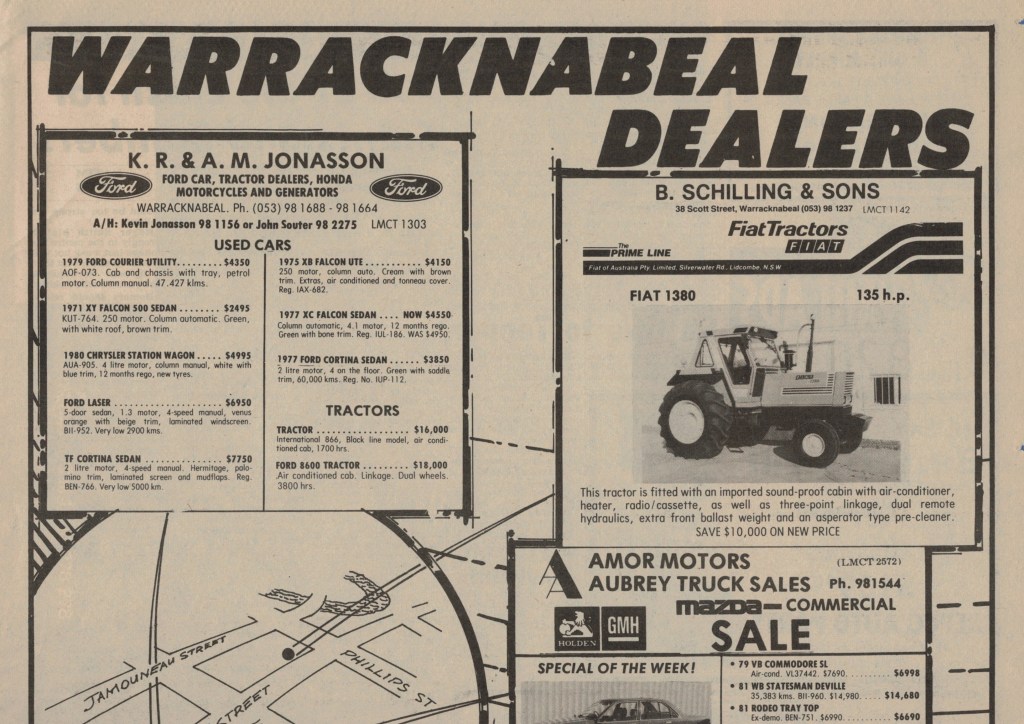 WARRACKNABEAL
DEALERS
K. R. & A. M. JONASSON
Ford
FORD CAR, TRACTOR DEALERS, HONDA
MOTORCYCLES AND GENERATORS
Ford
WARRACKNABEAL. Ph. (053) 98 1688 - 98 1664
A/H: Kevin Jonasson 98 1156 or John Souter 98 2275 LMCT 1303
USED CARS
1979 FORD COURIER UTILITY......... $4350
AOF-073. Cab and chassis with tray, petrol
motor. Column manual. 47.427 klms.
1971 XY FALCON 500 SEDAN ........ $2495
KUT-764. 250 motor. Column automatic. Green,
with white roof, brown trim.
1980 CHRYSLER STATION WAGON ..... $4995
AUA-905. 4 litre motor, column manual, white with
blue trim, 12 months rego, new tyres.
FORD LASER ..................... $6950
5-door sedan, 1.3 motor, 4-speed manual, venus
orange with beige trim, laminated windscreen.
BII-952. Very low 2900 kms.
TF CORTINA SEDAN ................ $7750
2 litre motor, 4-speed manual. Hermitage, palo-
mino trim, laminated screen and mudflaps. Reg.
BEN-766. Very low 5000 km.
1975 XB FALCON UTE ............... $4150
250 motor, column auto. Cream with brown
trim. Extras, air conditioned and tonneau cover.
Reg. IAX-682.
1977 XC FALCON SEDAN .... NOW $4550
Column automatic, 4.1 motor, 12 months rego.
Green with bone trim. Reg. IUL-186. WAS $4950.
1977 FORD CORTINA SEDAN ...... $3850
2 litre motor, 4 on the floor. Green with saddle
trim, 60,000 kms. Reg. No. IUP-112.
TRACTORS
TRACTOR .................... $16,000
International 866, Black line model, air condi-
tioned cab, 1700 hrs.
FORD 8600 TRACTOR ......... $18,000
Air conditioned cab. Linkage. Dual wheels.
3800 hrs.
B. SCHILLING & SONS
38 Scott Street, Warracknabeal (053) 98 1237 LMCT 1142
FiatTractors
FIAT
The
PRIME LINE
Fiat of Australia Pty. Limited. Silverwater Rd., Lidcombe. N.S.W.
FIAT 1380 135 h.p.
This tractor is fitted with an imported sound-proof cabin with air-conditioner,
heater, radio/cassette, as well as three-point linkage, dual remote
hydraulics, extra front ballast weight and an asperator type pre-cleaner.
SAVE $10,000 ON NEW PRICE
AMOR MOTORS (LMCT 2572)
AUBREY TRUCK SALES Ph. 981544
mazda COMMERCIAL
HOLDEN
GMH
SALE
SPECIAL OF THE WEEK!
• 79 VB COMMODORE SL
Air-cond. VL37442. $7690.......... $6998
• 81 WB STATESMAN DEVILLE
35,383 kms. BII-960. $14,980..... $14,680
• 81 RODEO TRAY TOP
Ex-demo. BEN-751. $6990.......... $6690
JAMOUNEAU STREET
PHILLIPS ST
STREET